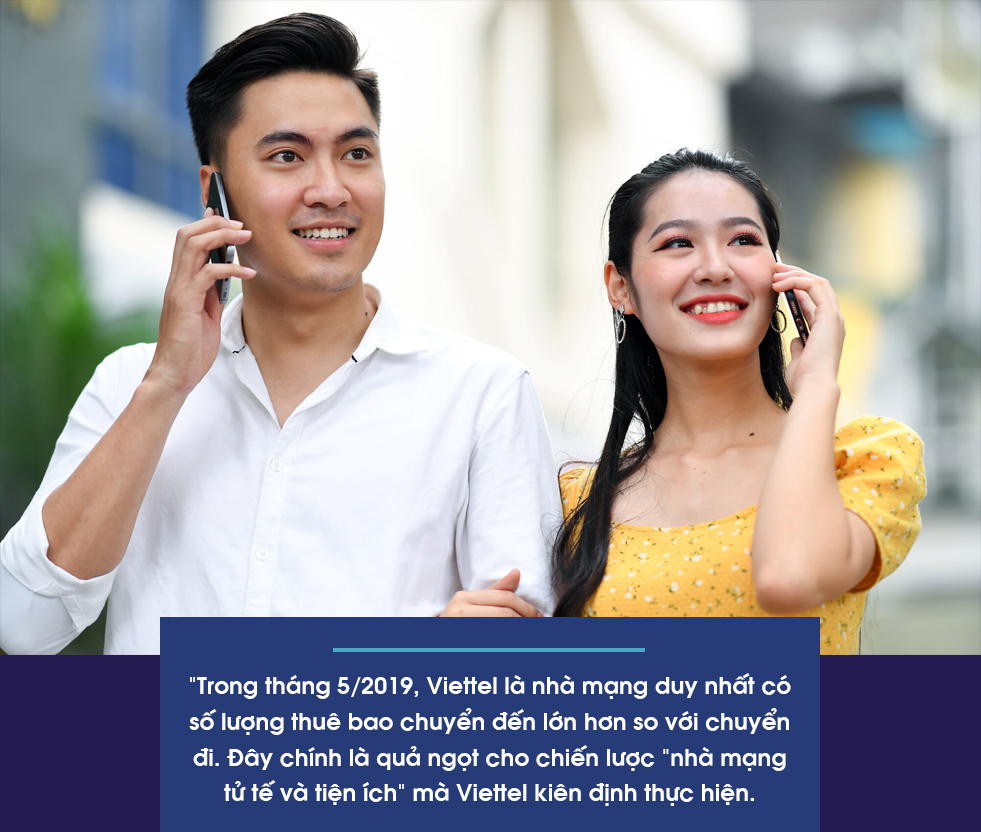 "Trong tháng 5/2019, Viettel là nhà mạng duy nhất có
số lượng thuê bao chuyển đến lớn hơn so với chuyển
đi. Đây chính là quả ngọt cho chiến lược "nhà mạng
tử tế và tiện ích" mà Viettel kiên định thực hiện.